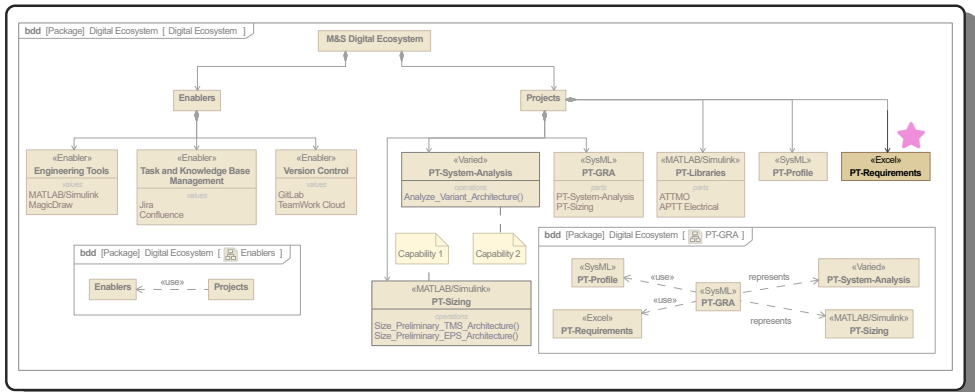 bdd [Package] Digital Ecosystem [ Digital Ecosystem ]
M&S Digital Ecosystem
Enablers
Projects
«Enabler»
Engineering Tools
values
MATLAB/Simulink
MagicDraw
«Enabler»
Task and Knowledge Base
Management
values
Jira
Confluence
«Enabler»
Version Control
values
GitLab
TeamWork Cloud
«Varied»
PT-System-Analysis
operations
Analyze_Variant_Architecture()
«SysML»
PT-GRA
parts
PT-System-Analysis
PT-Sizing
«MATLAB/Simulink»
PT-Libraries
parts
ATTMO
APTT Electrical
«SysML»
PT-Profile
«Excel»
PT-Requirements
Capability 1
Capability 2
«MATLAB/Simulink»
PT-Sizing
operations
Size_Preliminary_TMS_Architecture()
Size_Preliminary_EPS_Architecture()
bdd [Package] Digital Ecosystem [ Enablers ]
Enablers
«use»
Projects
bdd [Package] Digital Ecosystem [ PT-GRA ]
«SysML»
PT-Profile
«use»
represents
«Varied»
PT-System-Analysis
«SysML»
PT-GRA
«Excel»
PT-Requirements
«use»
represents
«MATLAB/Simulink»
PT-Sizing